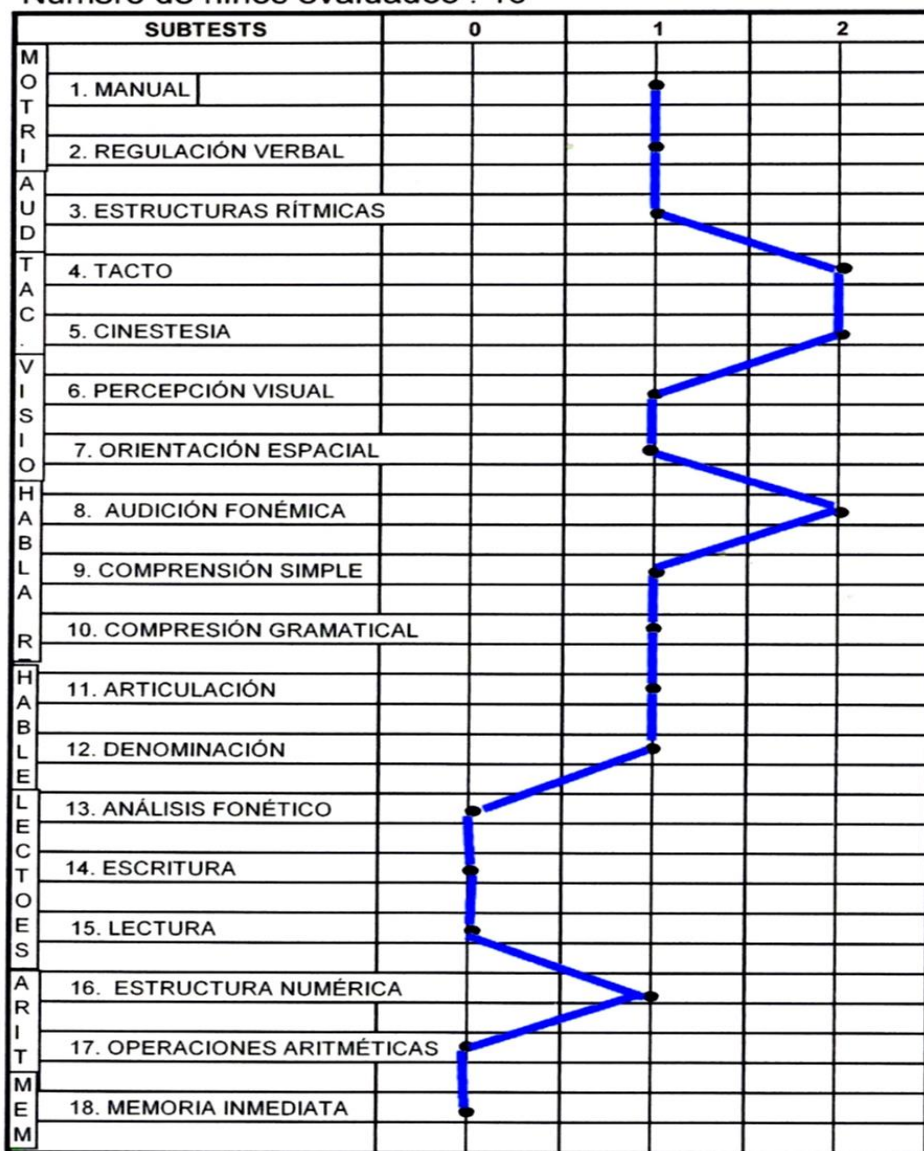 SUBTESTS 0 1 2
MOTRI
1. MANUAL
2. REGULACIÓN VERBAL
AUD
3. ESTRUCTURAS RÍTMICAS
TAC.
4. TACTO
5. CINESTESIA
VISIO
6. PERCEPCIÓN VISUAL
7. ORIENTACIÓN ESPACIAL
HABLA R
8. AUDICIÓN FONÉMICA
9. COMPRENSIÓN SIMPLE
10. COMPRESIÓN GRAMATICAL
HABLE
11. ARTICULACIÓN
12. DENOMINACIÓN
LECTOES
13. ANÁLISIS FONÉTICO
14. ESCRITURA
15. LECTURA
ARIT
16. ESTRUCTURA NUMÉRICA
17. OPERACIONES ARITMÉTICAS
MEM
18. MEMORIA INMEDIATA